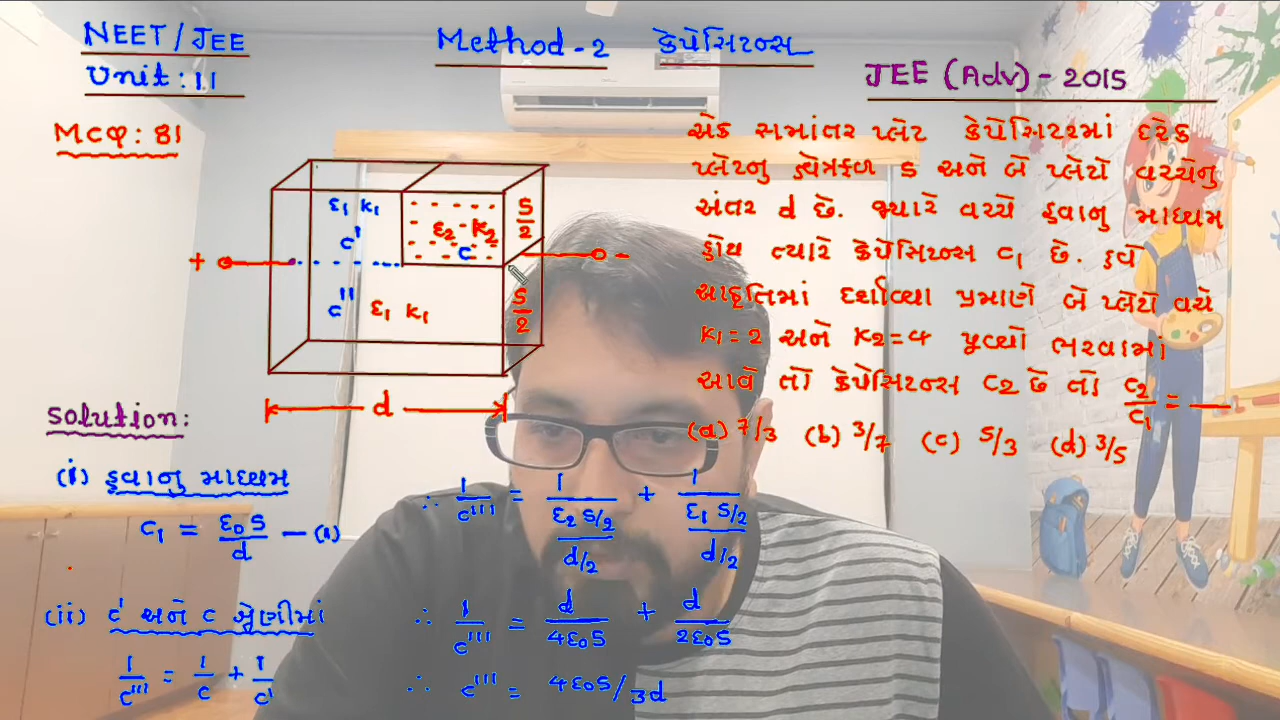 NEET/JEE
Unit: 11
Method-2 કેપેસિટન્સ
JEE (Adv) - 2015
MCQ: 81
એક સમાંતર પ્લેટ કેપેસિટરમાં દરેક
પ્લેટનુ ક્ષેત્રફળ S અને બે પ્લેટો વચ્ચેનુ
અંતર d છે. જ્યારે વચ્ચે હવાનુ માધ્યમ
હોય ત્યારે કેપેસિટન્સ C₁ છે. હવે
આકૃતિમાં દર્શાવ્યા પ્રમાણે બે પ્લેટો વચે
K₁ = 2 અને K₂ = 4 મૂલ્યો ભરવામાં
આવે તો કેપેસિટન્સ C₂ છે તો C₂/C₁ = —
(a) 7/3 (b) 3/7 (c) 5/3 (d) 3/5
ε₁ K₁
C'
ε₂ K₂
C
S/2
+
-
C'' ε₁ K₁
S/2
d
Solution:
(i) હવાનુ માધ્યમ
C₁ = ε₀S/d — (1)
(ii) C' અને C શ્રેણીમાં
1/C''' = 1/C + 1/C'
∴ 1/C''' = 1/(ε₂ S/2 / d/2) + 1/(ε₁ S/2 / d/2)
∴ 1/C''' = d/4ε₀S + d/2ε₀S
∴ C''' = 4ε₀S/3d